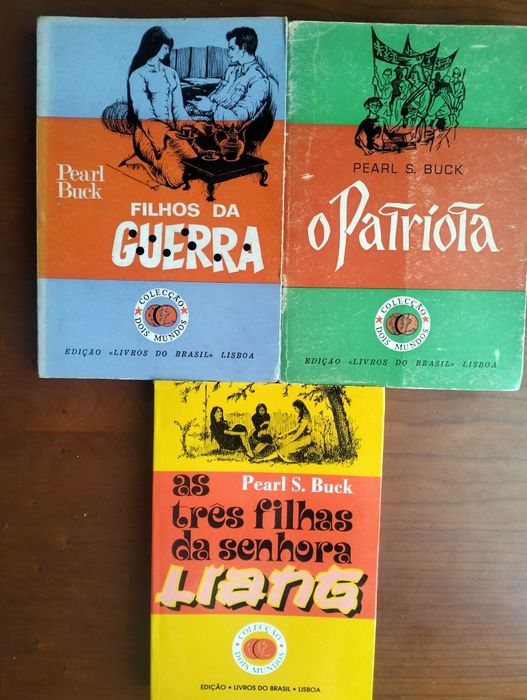 Pearl
Buck
FILHOS DA
GUERRA
COLECÇÃO
DOIS MUNDOS
EDIÇÃO «LIVROS DO BRASIL» LISBOA
PEARL S. BUCK
o Patriota
COLECÇÃO
DOIS MUNDOS
EDIÇÃO «LIVROS DO BRASIL» LISBOA
Pearl S. Buck
as
três filhas
da senhora
Liang
COLECÇÃO
DOIS MUNDOS
EDIÇÃO • LIVROS DO BRASIL • LISBOA